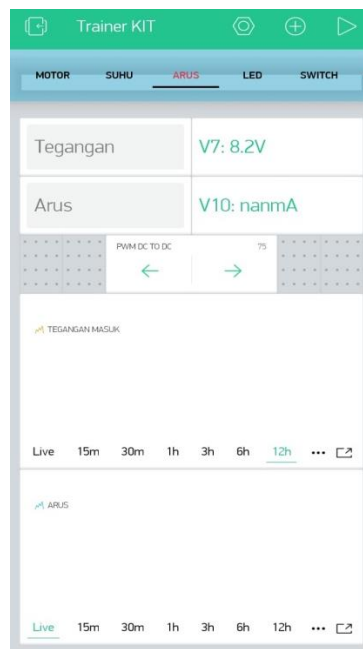 Trainer KIT
MOTOR SUHU ARUS LED SWITCH
Tegangan V7: 8.2V
Arus V10: nanmA
PWM DC TO DC 75
TEGANGAN MASUK
Live 15m 30m 1h 3h 6h 12h
ARUS
Live 15m 30m 1h 3h 6h 12h